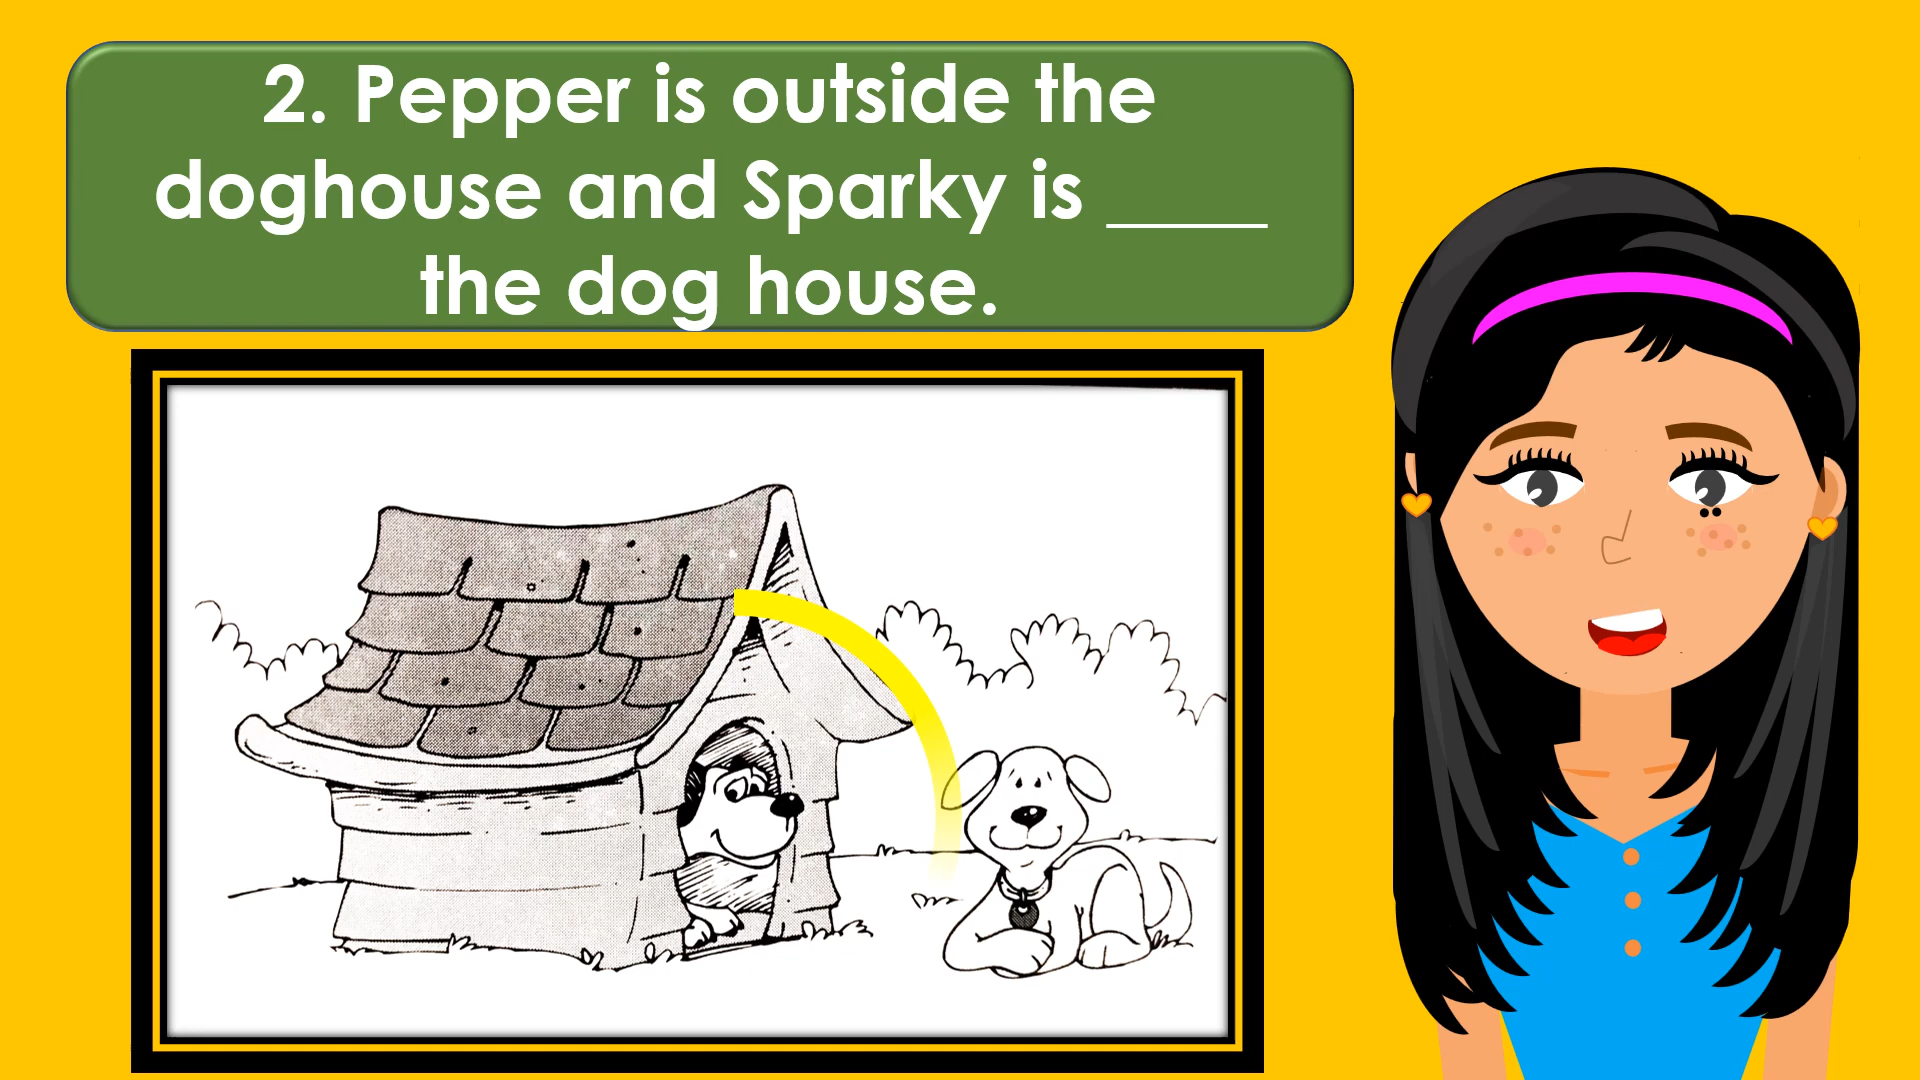 2. Pepper is outside the
doghouse and Sparky is _____
the dog house.